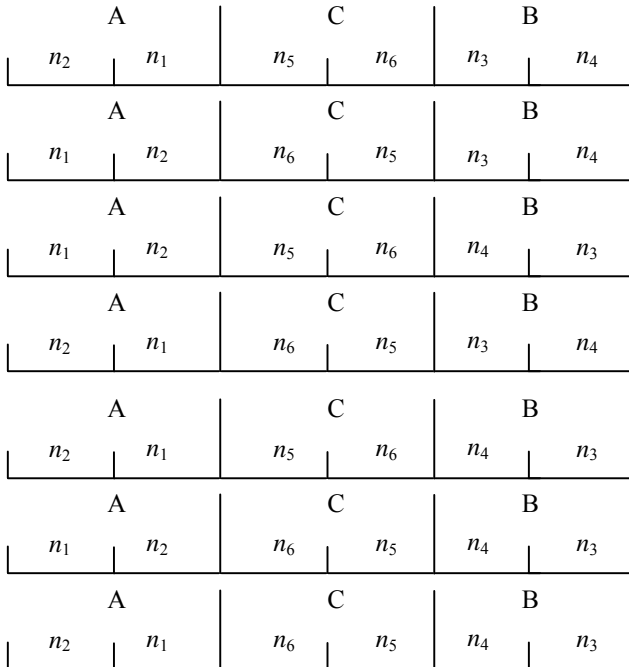 A C B
n₂ n₁ n₅ n₆ n₃ n₄
A C B
n₁ n₂ n₆ n₅ n₃ n₄
A C B
n₁ n₂ n₅ n₆ n₄ n₃
A C B
n₂ n₁ n₆ n₅ n₃ n₄
A C B
n₂ n₁ n₅ n₆ n₄ n₃
A C B
n₁ n₂ n₆ n₅ n₄ n₃
A C B
n₂ n₁ n₆ n₅ n₄ n₃